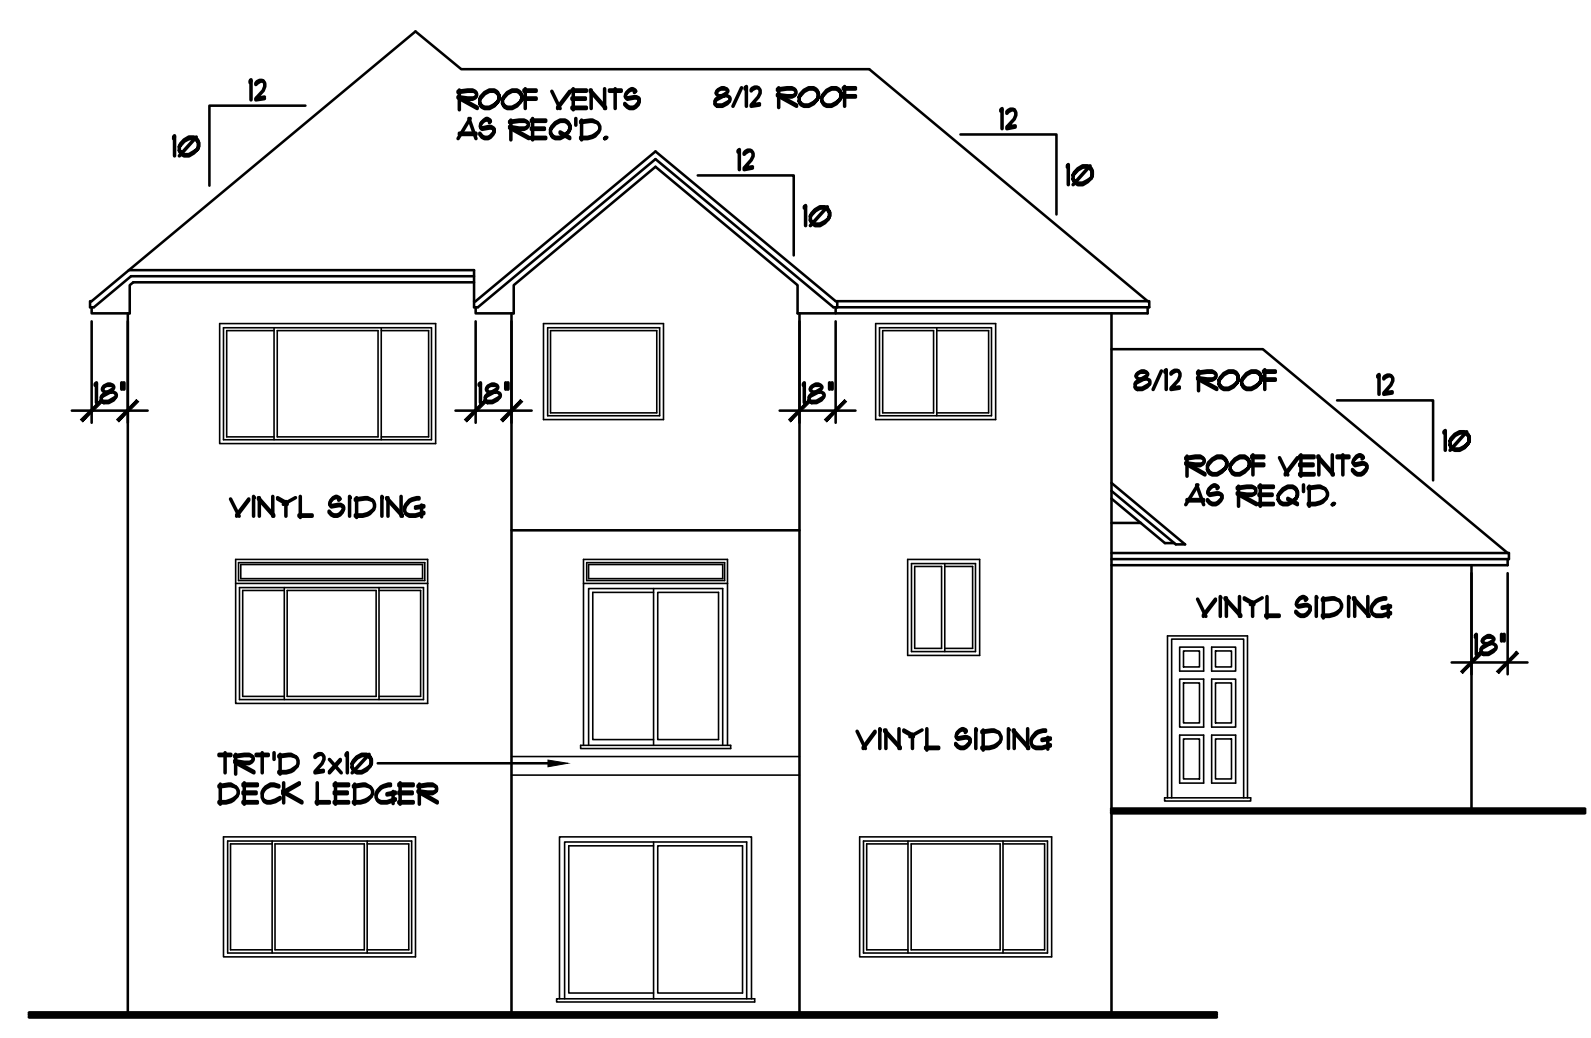 12
10
ROOF VENTS
AS REQ'D.
8/12 ROOF
12
10
12
10
18"
18"
18"
8/12 ROOF
12
10
ROOF VENTS
AS REQ'D.
VINYL SIDING
VINYL SIDING
18"
VINYL SIDING
TRT'D 2x10
DECK LEDGER